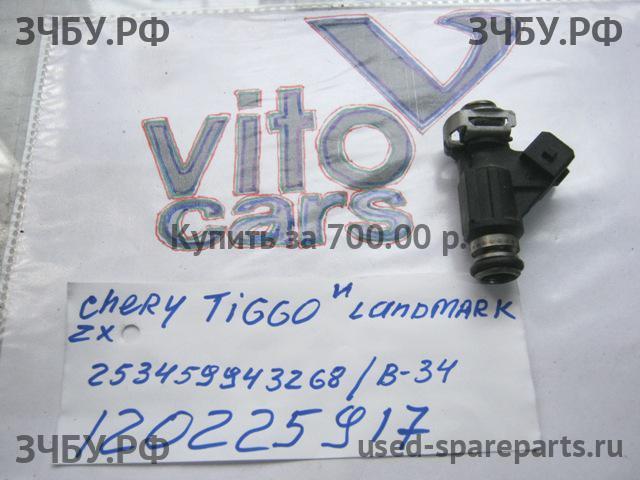 ЗЧБУ.РФ ЗЧБУ.РФ
V
vito
cars
Купить за 700.00 р.
CHERY TIGGO И LANDMARK
ZX
253459943268/B-34
120225917
ЗЧБУ.РФ used-spareparts.ru